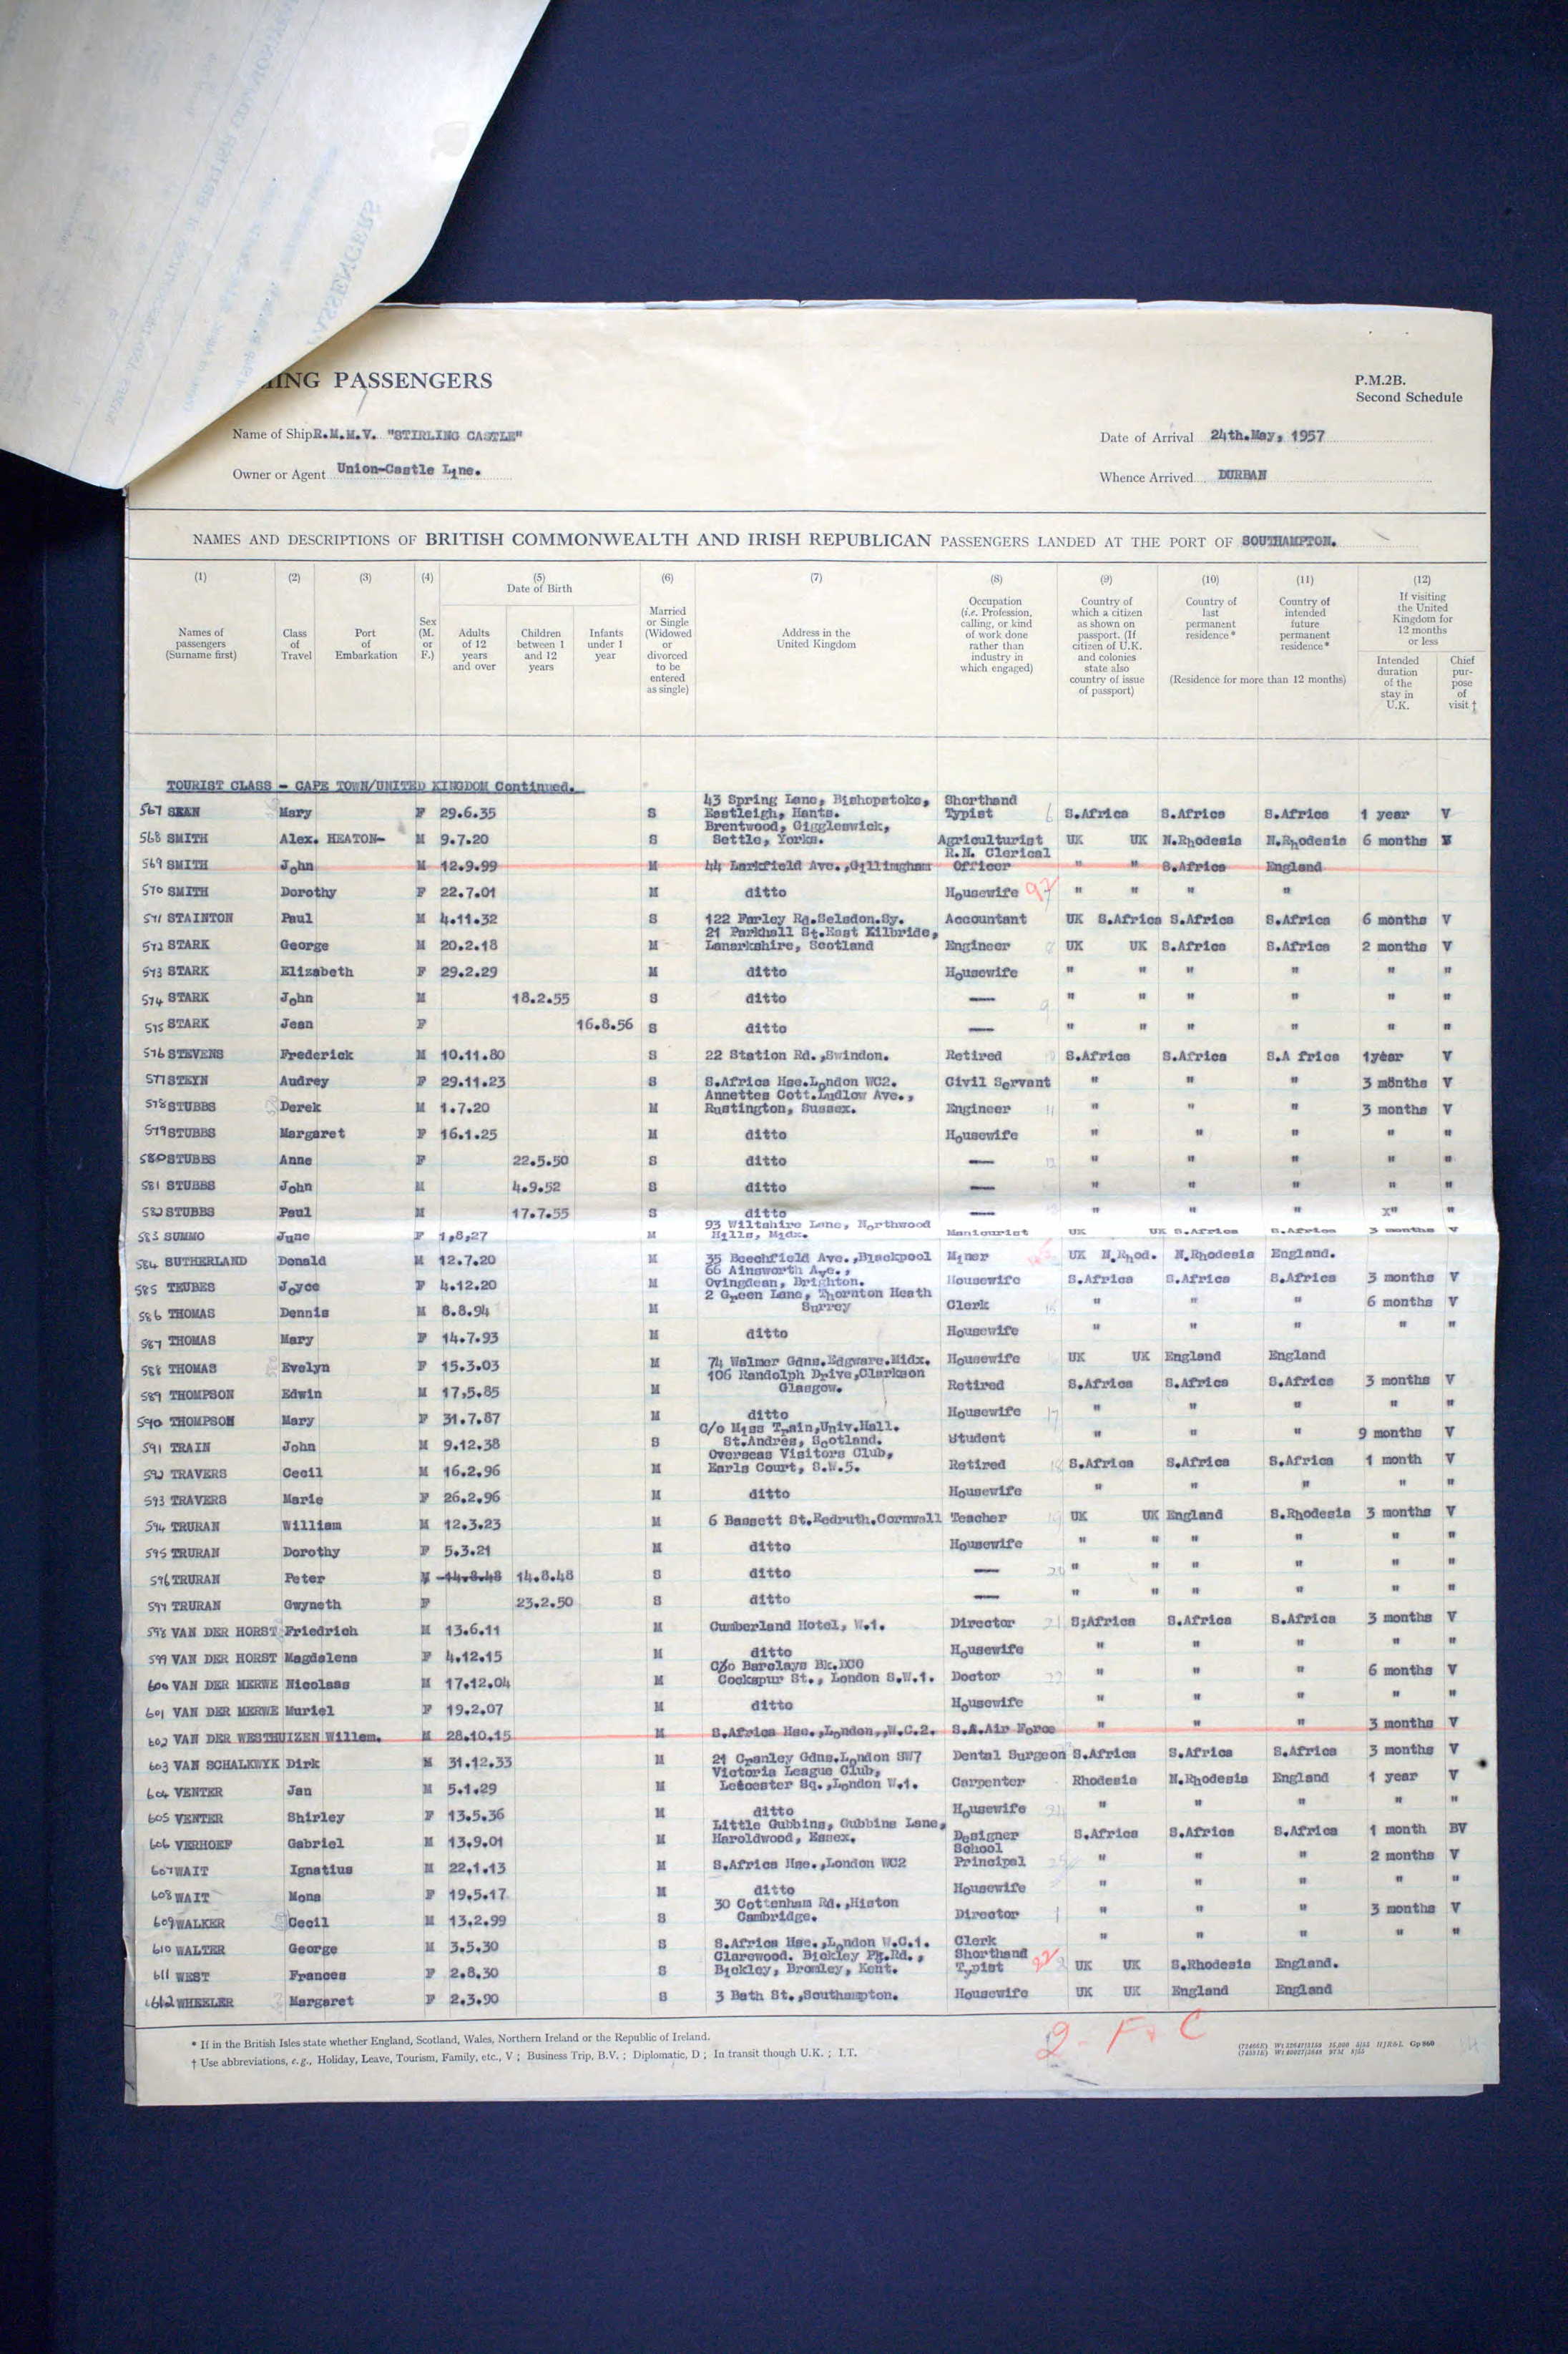 PASSENGERS
P.M.2B.
Second Schedule
Name of Ship R.M.M.V. "STIRLING CASTLE"
Date of Arrival 24th.May, 1957
Owner or Agent Union-Castle Line.
Whence Arrived DURBAN
NAMES AND DESCRIPTIONS OF BRITISH COMMONWEALTH AND IRISH REPUBLICAN PASSENGERS LANDED AT THE PORT OF SOUTHAMPTON.
(1) Names of passengers (Surname first)
(2) Class of Travel
(3) Port of Embarkation
(4) Sex (M. or F.)
(5) Date of Birth
Adults of 12 years and over
Children between 1 and 12 years
Infants under 1 year
(6) Married or Single (Widowed or divorced to be entered as single)
(7) Address in the United Kingdom
(8) Occupation (i.e. Profession, calling, or kind of work done rather than industry in which engaged)
(9) Country of which a citizen as shown on passport. (If citizen of U.K. and colonies state also country of issue of passport)
(10) Country of last permanent residence*
(11) Country of intended future permanent residence*
(Residence for more than 12 months)
(12) If visiting the United Kingdom for 12 months or less
Intended duration of the stay in U.K.
Chief purpose of visit †
TOURIST CLASS - CAPE TOWN/UNITED KINGDOM Continued.
567 SEAN Mary F 29.6.35 S 43 Spring Lane, Bishopstoke, Eastleigh, Hants. Shorthand Typist S.Africa S.Africa S.Africa 1 year V
568 SMITH Alex. HEATON- M 9.7.20 S Brentwood, Giggleswick, Settle, Yorks. Agriculturist UK UK N.Rhodesia N.Rhodesia 6 months
569 SMITH John M 12.9.99 M 44 Larkfield Ave.,Gillingham R.N. Clerical Officer " " S.Africa England
570 SMITH Dorothy F 22.7.01 M ditto Housewife " " " "
571 STAINTON Paul M 4.11.32 S 122 Farley Rd.Selsdon.Sy. Accountant UK S.Africa S.Africa S.Africa 6 months V
572 STARK George M 20.2.18 M 21 Parkhall St.East Kilbride, Lanarkshire, Scotland Engineer UK UK S.Africa S.Africa 2 months V
573 STARK Elizabeth F 29.2.29 M ditto Housewife " " " " " "
574 STARK John M 18.2.55 S ditto — " " " " " "
575 STARK Jean F 16.8.56 S ditto — " " " " " "
576 STEVENS Frederick M 10.11.80 S 22 Station Rd.,Swindon. Retired S.Africa S.Africa S.A frica 1year V
577 STEYN Audrey F 29.11.23 S S.Africa Hse.London WC2. Civil Servant " " " 3 months V
578 STUBBS Derek M 1.7.20 M Annettes Cott.Ludlow Ave., Rustington, Sussex. Engineer " " " 3 months V
579 STUBBS Margaret F 16.1.25 M ditto Housewife " " " " "
580 STUBBS Anne F 22.5.50 S ditto — " " " " "
581 STUBBS John M 4.9.52 S ditto — " " " " "
582 STUBBS Paul M 17.7.55 S ditto — " " " x" "
583 SUMMO June F 1,8,27 M 93 Wiltshire Lane, Northwood Hills, Midx. Manicurist UK UK S.Africa S.Africa 3 months V
584 SUTHERLAND Donald M 12.7.20 M 35 Beechfield Ave.,Blackpool Miner UK N.Rhod. N.Rhodesia England.
585 TEUBES Joyce F 4.12.20 M 66 Ainsworth Ave., Ovingdean, Brighton. Housewife S.Africa S.Africa S.Africa 3 months V
586 THOMAS Dennis M 8.8.94 M 2 Green Lane, Thornton Heath Surrey Clerk " " " 6 months V
587 THOMAS Mary F 14.7.93 M ditto Housewife " " " " "
588 THOMAS Evelyn F 15.3.03 M 74 Walmer Gdns.Edgware.Midx. Housewife UK UK England England
589 THOMPSON Edwin M 17,5.85 M 106 Randolph Drive,Clarkson Glasgow. Retired S.Africa S.Africa S.Africa 3 months V
590 THOMPSON Mary F 31.7.87 M ditto Housewife " " " " "
591 TRAIN John M 9.12.38 S C/o Miss Train,Univ.Hall. St.Andres, Scotland. Student " " " 9 months V
592 TRAVERS Cecil M 16.2.96 M Overseas Visitors Club, Earls Court, S.W.5. Retired S.Africa S.Africa S.Africa 1 month V
593 TRAVERS Marie F 26.2.96 M ditto Housewife " " " " "
594 TRURAN William M 12.3.23 M 6 Bassett St.Redruth.Cornwall Teacher UK UK England S.Rhodesia 3 months V
595 TRURAN Dorothy F 5.3.21 M ditto Housewife " " " " " "
596 TRURAN Peter M 14.8.48 14.8.48 S ditto — " " " " " "
597 TRURAN Gwyneth F 23.2.50 S ditto — " " " " " "
598 VAN DER HORST Friedrich M 13.6.11 M Cumberland Hotel, W.1. Director S;Africa S.Africa S.Africa 3 months V
599 VAN DER HORST Magdalena F 4.12.15 M ditto Housewife " " " " "
600 VAN DER MERWE Nicolaas M 17.12.04 M C/o Barclays Bk.DCO Cockspur St., London S.W.1. Doctor " " " 6 months V
601 VAN DER MERWE Muriel F 19.2.07 M ditto Housewife " " " " "
602 VAN DER WESTHUIZEN Willem. M 28.10.15 M S.Africa Hse.,London,,W.C.2. S.A.Air Force " " " 3 months V
603 VAN SCHALKWYK Dirk M 31.12.33 M 21 Cranley Gdns.London SW7 Dental Surgeon S.Africa S.Africa S.Africa 3 months V
604 VENTER Jan M 5.1.29 M Victoria League Club, Leicester Sq.,London W.1. Carpenter Rhodesia N.Rhodesia England 1 year V
605 VENTER Shirley F 13.5.36 M ditto Housewife " " " " "
606 VERHOEF Gabriel M 13.9.01 M Little Gubbins, Gubbins Lane, Haroldwood, Essex. Designer S.Africa S.Africa S.Africa 1 month BV
607 WAIT Ignatius M 22.1.13 M S.Africa Hse.,London WC2 School Principal " " " 2 months V
608 WAIT Mona F 19.5.17 M ditto Housewife " " " " "
609 WALKER Cecil M 13.2.99 S 30 Cottenham Rd.,Histon Cambridge. Director " " " 3 months V
610 WALTER George M 3.5.30 S S.Africa Hse.,London W.C.1. Clerk " " " " "
611 WEST Frances F 2.8.30 S Clarewood. Bickley Pk.Rd., Bickley, Bromley, Kent. Shorthand Typist UK UK S.Rhodesia England.
612 WHEELER Margaret F 2.3.90 S 3 Bath St.,Southampton. Housewife UK UK England England
* If in the British Isles state whether England, Scotland, Wales, Northern Ireland or the Republic of Ireland.
† Use abbreviations, e.g., Holiday, Leave, Tourism, Family, etc., V ; Business Trip, B.V. ; Diplomatic, D ; In transit though U.K. ; I.T.